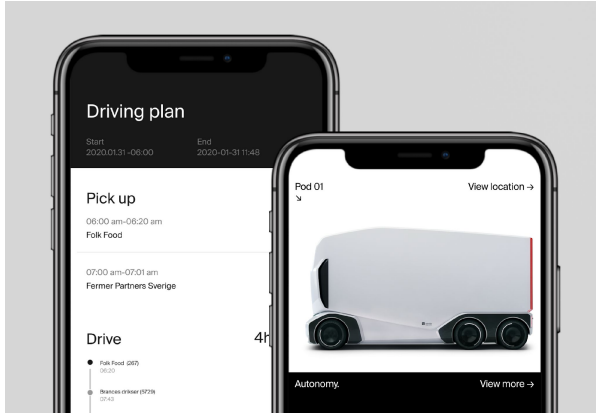 Driving plan
Start
End
2020.01.31 -06:00
2020-01-31 11:48
Pick up
06:00 am-06:20 am
Folk Food
07:00 am-07:01 am
Fermer Partners Sverige
Drive
4h
Folk Food (267)
06:20
Brances drikser (5729)
07:43
Pod 01
View location →
↘
Autonomy.
View more →